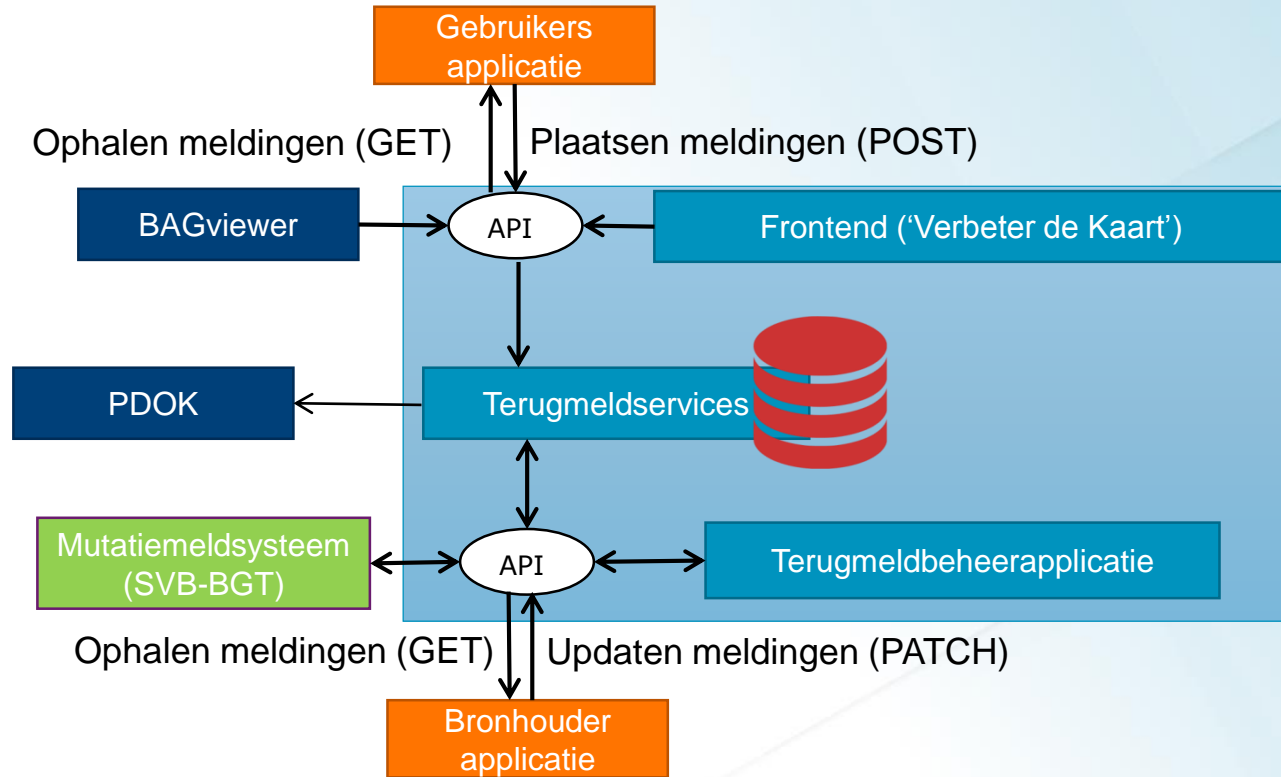 Gebruikers
applicatie
Ophalen meldingen (GET)
Plaatsen meldingen (POST)
BAGviewer
API
Frontend (‘Verbeter de Kaart’)
PDOK
Terugmeldservices
Mutatiemeldsysteem
(SVB-BGT)
API
Terugmeldbeheerapplicatie
Ophalen meldingen (GET)
Updaten meldingen (PATCH)
Bronhouder
applicatie